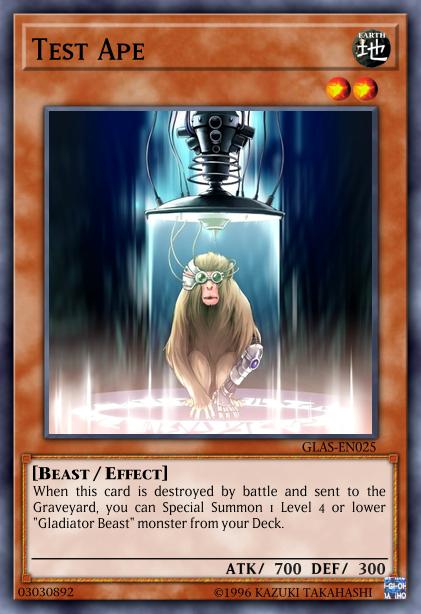 Test Ape
EARTH
地
GLAS-EN025
[Beast / Effect]
When this card is destroyed by battle and sent to the
Graveyard, you can Special Summon 1 Level 4 or lower
"Gladiator Beast" monster from your Deck.
ATK/ 700 DEF/ 300
03030892
©1996 KAZUKI TAKAHASHI